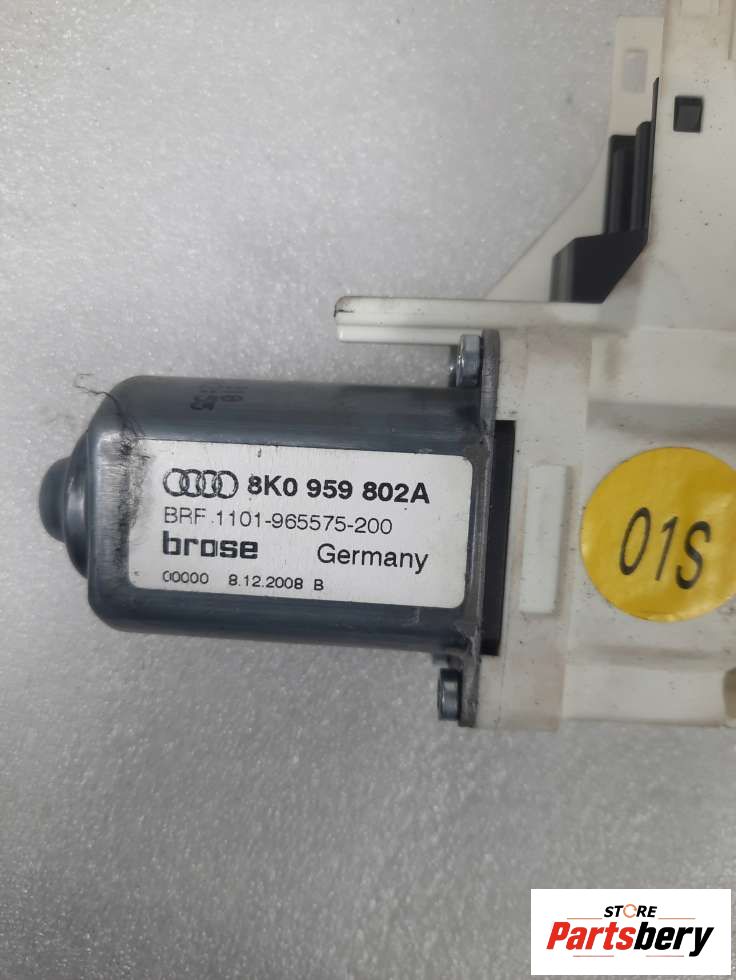 8K0 959 802A
BRF 1101-965575-200
brose Germany
00000 8.12.2008 B
01S
STORE
Partsbery